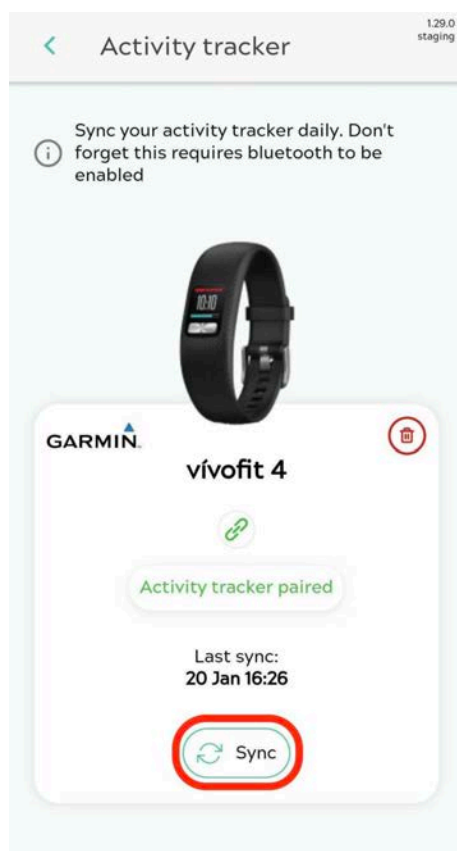 1.29.0
staging
Activity tracker
Sync your activity tracker daily. Don't
forget this requires bluetooth to be
enabled
10:10
GARMIN.
vívofit 4
Activity tracker paired
Last sync:
20 Jan 16:26
Sync